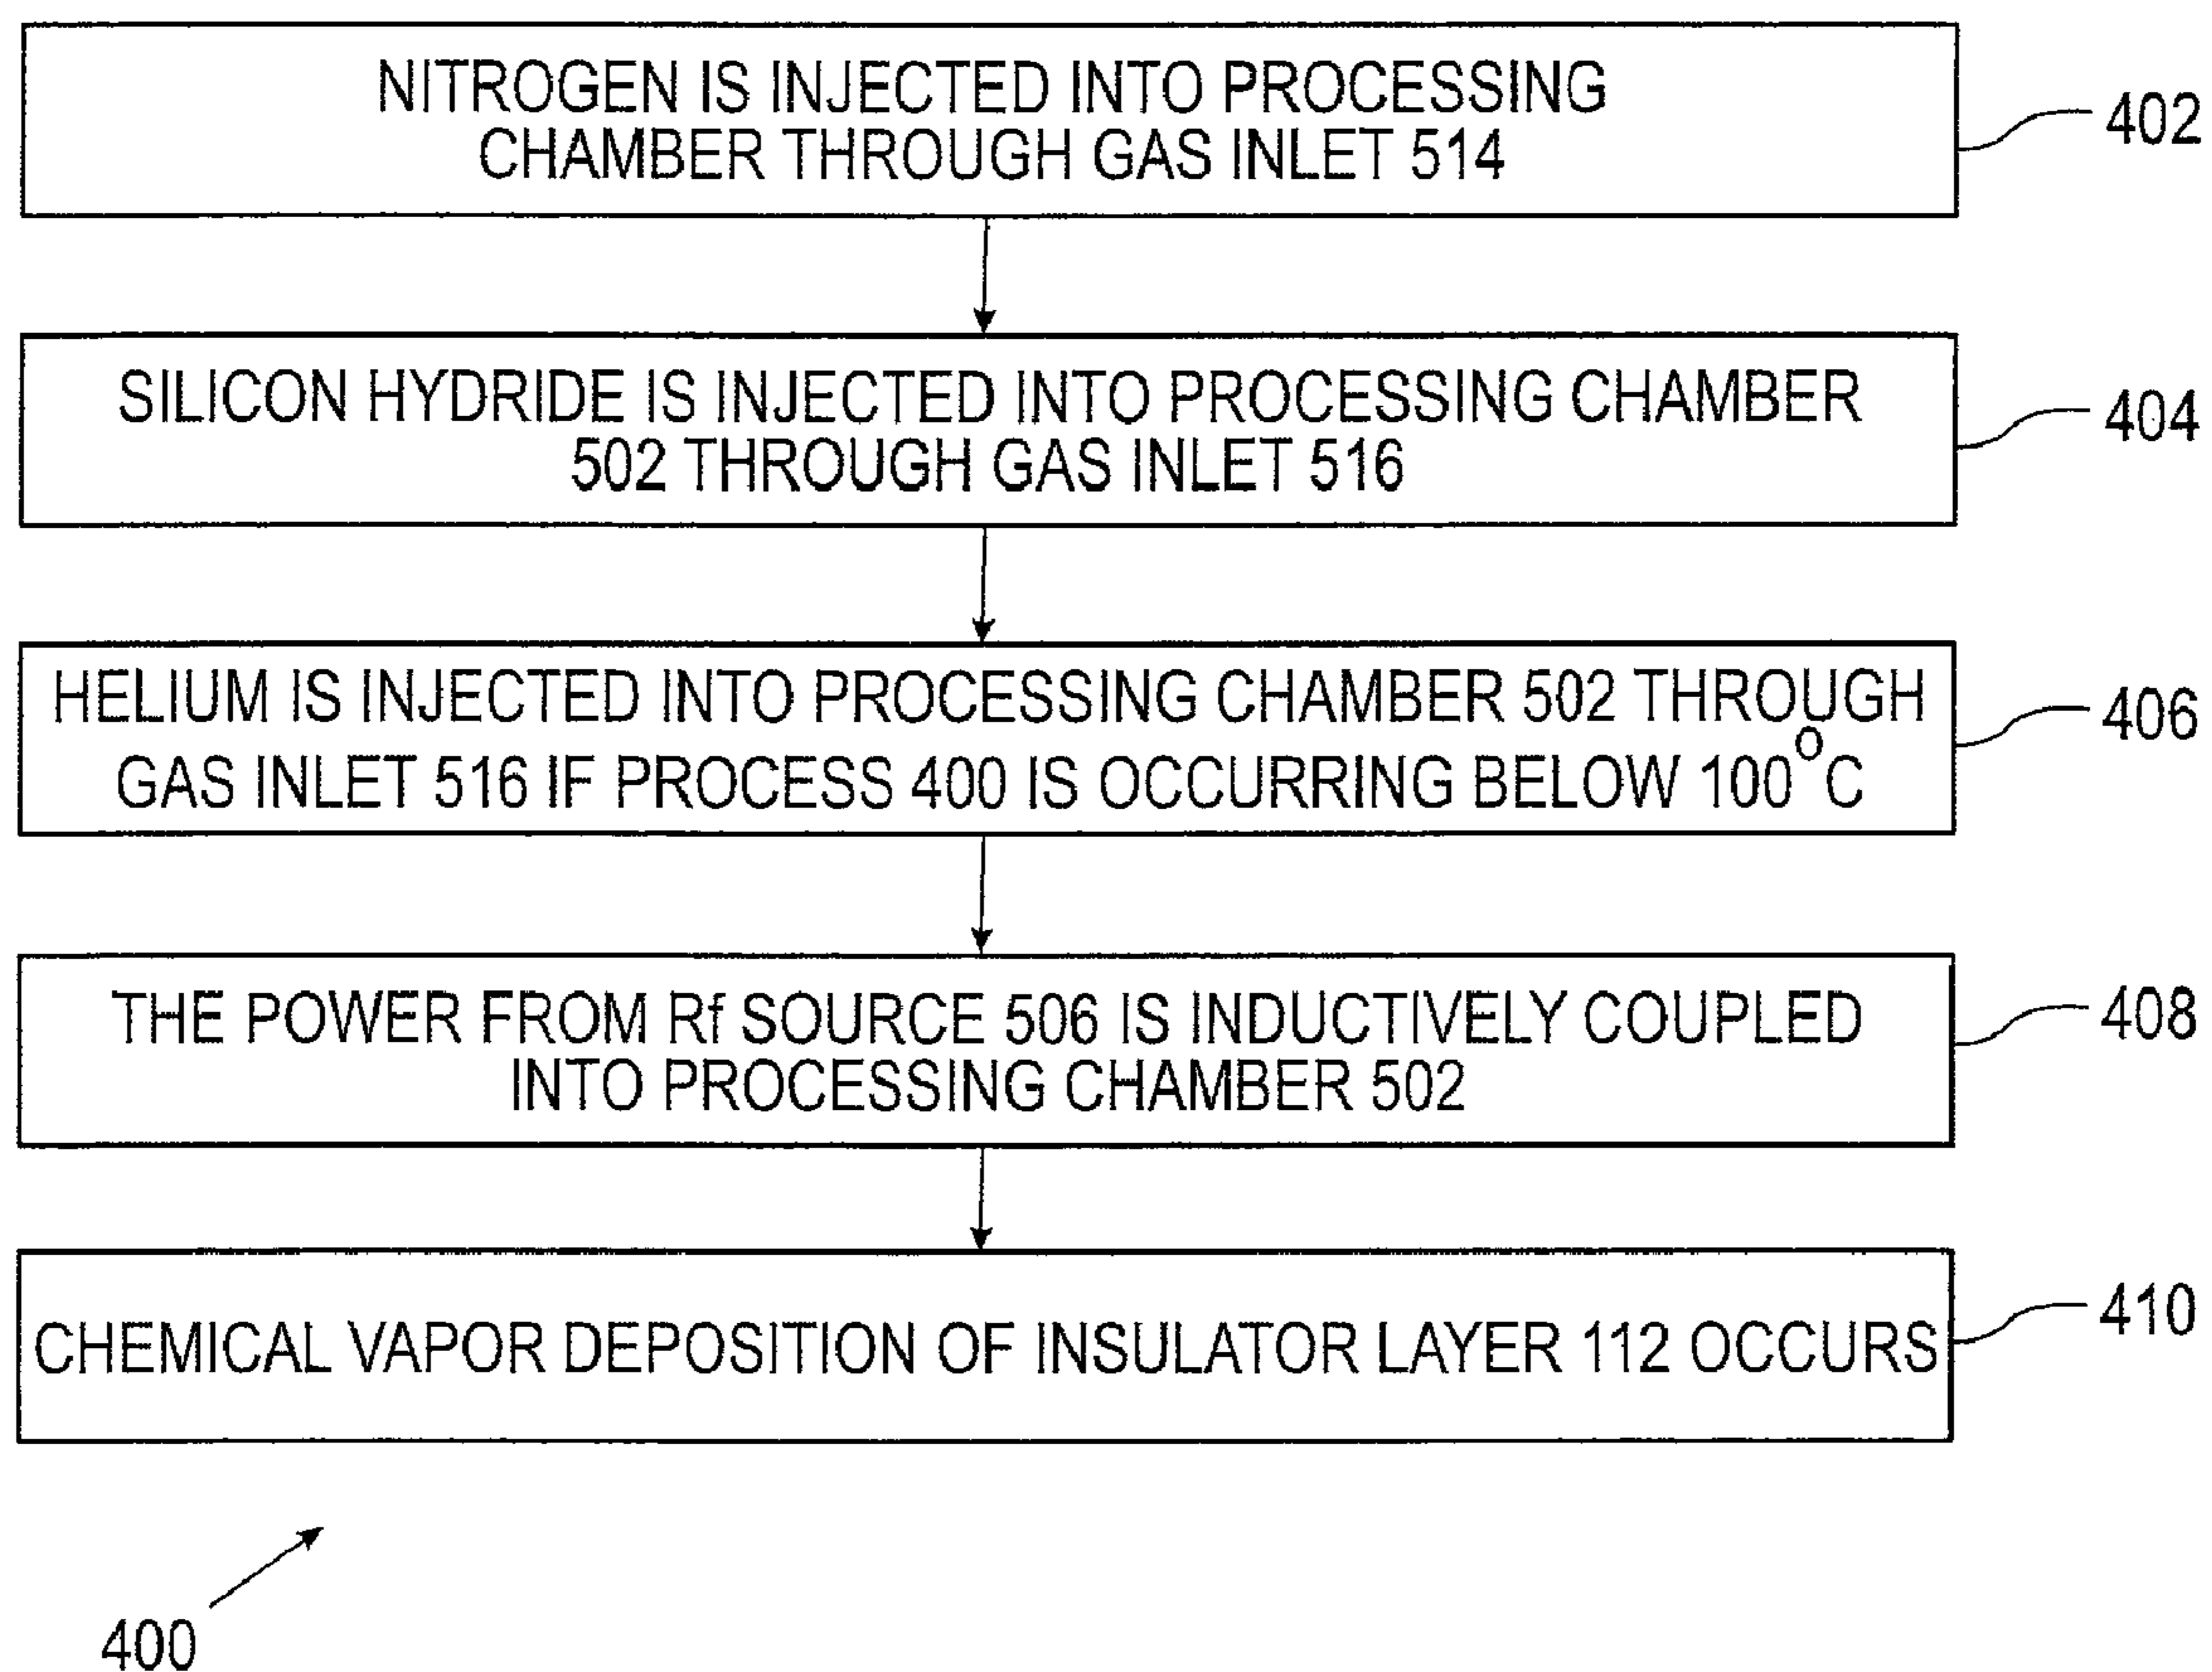 NITROGEN IS INJECTED INTO PROCESSING
CHAMBER THROUGH GAS INLET 514
402
SILICON HYDRIDE IS INJECTED INTO PROCESSING CHAMBER
502 THROUGH GAS INLET 516
404
HELIUM IS INJECTED INTO PROCESSING CHAMBER 502 THROUGH
GAS INLET 516 IF PROCESS 400 IS OCCURRING BELOW 100°C
406
THE POWER FROM Rf SOURCE 506 IS INDUCTIVELY COUPLED
INTO PROCESSING CHAMBER 502
408
CHEMICAL VAPOR DEPOSITION OF INSULATOR LAYER 112 OCCURS
410
400